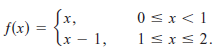 f(x) = { x, 0 ≤ x < 1
x − 1, 1 ≤ x ≤ 2.